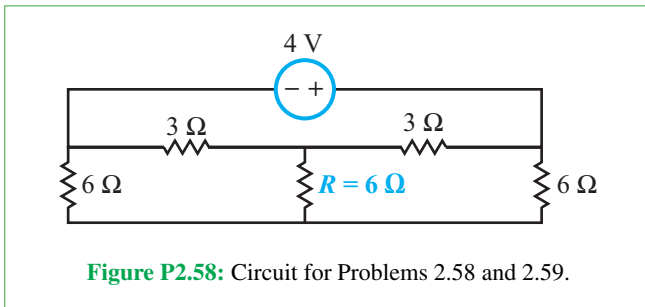 4 V
− +
3 Ω 3 Ω
6 Ω R = 6 Ω 6 Ω
Figure P2.58: Circuit for Problems 2.58 and 2.59.